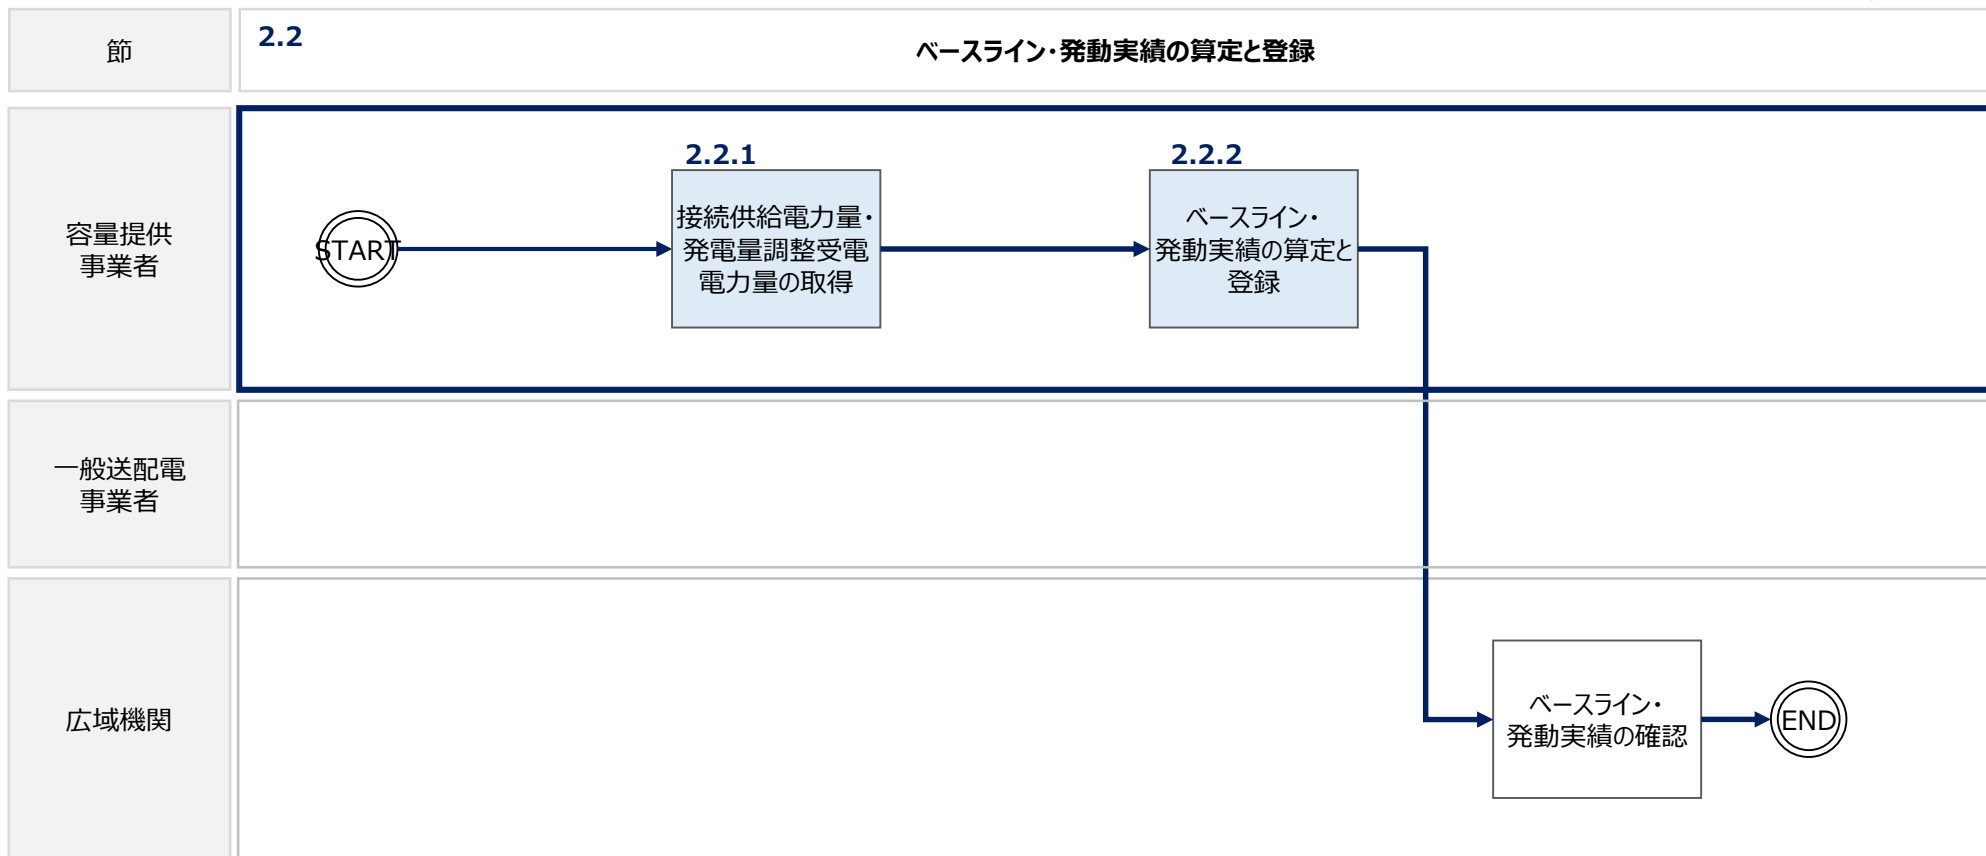 節
2.2
ベースライン・発動実績の算定と登録
容量提供
事業者
START
2.2.1
接続供給電力量・
発電量調整受電
電力量の取得
2.2.2
ベースライン・
発動実績の算定と
登録
一般送配電
事業者
広域機関
ベースライン・
発動実績の確認
END